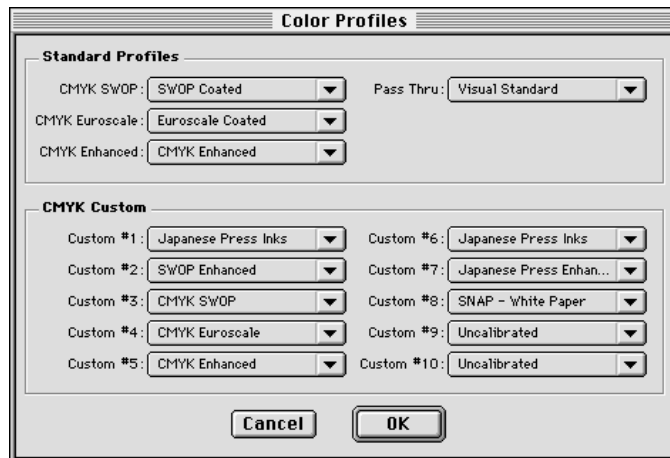 Color Profiles
Standard Profiles
CMYK SWOP: SWOP Coated
Pass Thru: Visual Standard
CMYK Euroscale: Euroscale Coated
CMYK Enhanced: CMYK Enhanced
CMYK Custom
Custom #1: Japanese Press Inks
Custom #6: Japanese Press Inks
Custom #2: SWOP Enhanced
Custom #7: Japanese Press Enhan...
Custom #3: CMYK SWOP
Custom #8: SNAP - White Paper
Custom #4: CMYK Euroscale
Custom #9: Uncalibrated
Custom #5: CMYK Enhanced
Custom #10: Uncalibrated
Cancel
OK